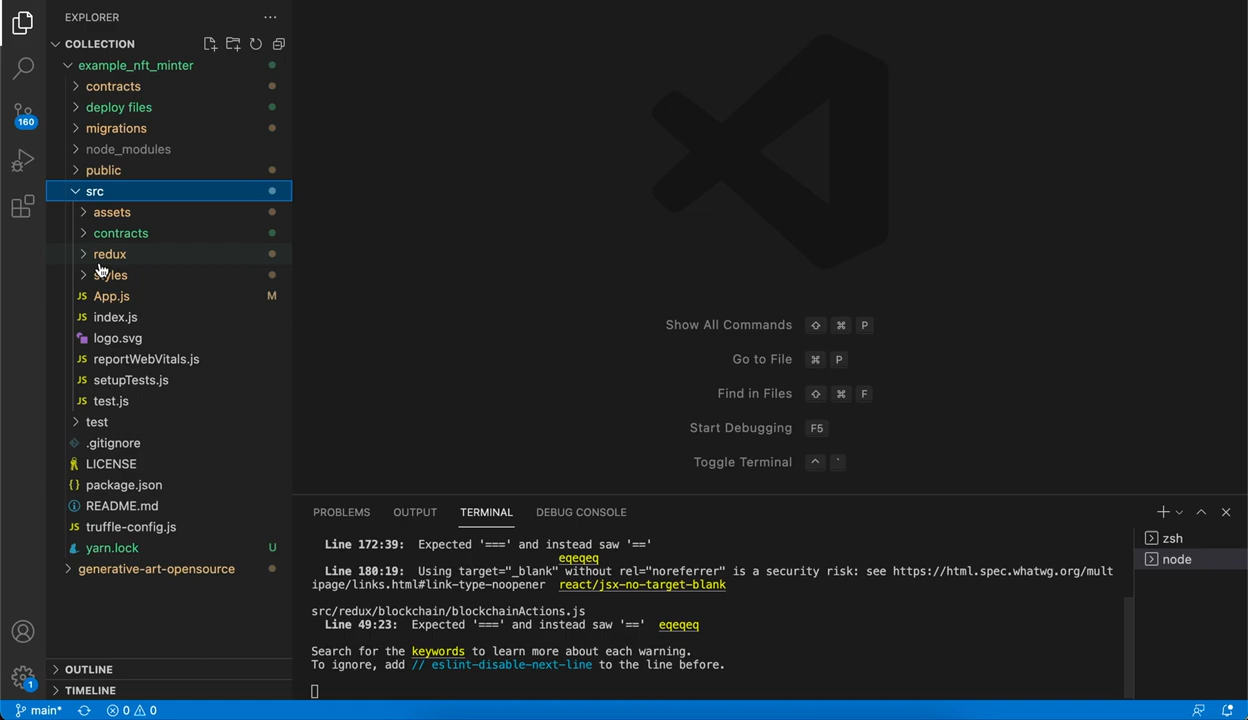 EXPLORER
COLLECTION
example_nft_minter
contracts
deploy files
migrations
node_modules
public
src
assets
contracts
redux
styles
JS App.js M
JS index.js
logo.svg
JS reportWebVitals.js
JS setupTests.js
JS test.js
test
.gitignore
LICENSE
{} package.json
README.md
JS truffle-config.js
yarn.lock U
generative-art-opensource
OUTLINE
TIMELINE
160
1
Show All Commands ⇧ ⌘ P
Go to File ⌘ P
Find in Files ⇧ ⌘ F
Start Debugging F5
Toggle Terminal ^ `
PROBLEMS OUTPUT TERMINAL DEBUG CONSOLE
Line 172:39: Expected '===' and instead saw '=='
eqeqeq
Line 180:19: Using target="_blank" without rel="noreferrer" is a security risk: see https://html.spec.whatwg.org/mult
ipage/links.html#link-type-noopener react/jsx-no-target-blank
src/redux/blockchain/blockchainActions.js
Line 49:23: Expected '===' and instead saw '==' eqeqeq
Search for the keywords to learn more about each warning.
To ignore, add // eslint-disable-next-line to the line before.
zsh
node
main* 0 0